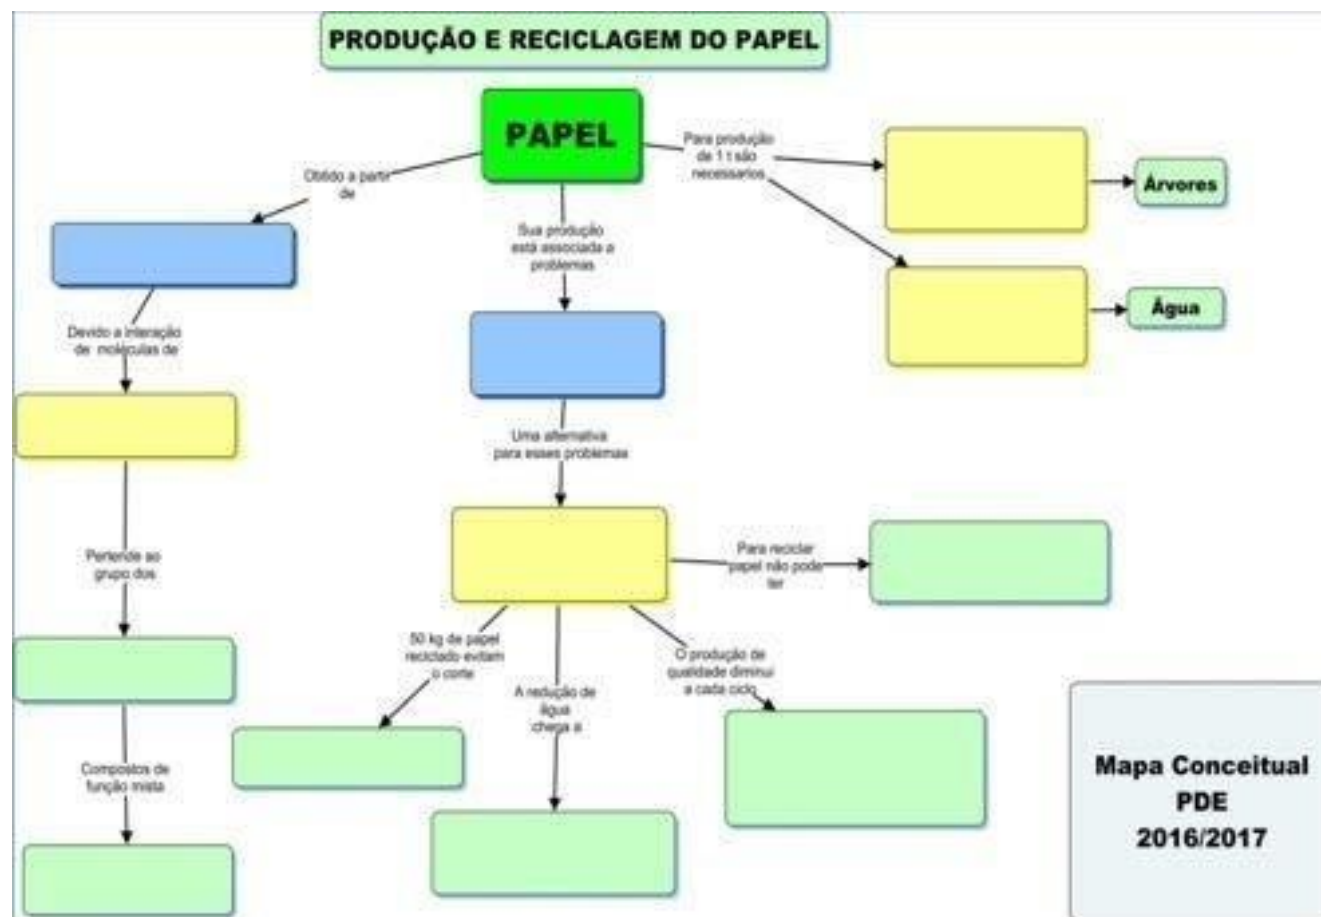 PRODUÇÃO E RECICLAGEM DO PAPEL
PAPEL
Para produção
de 1 t são
necessarios
Árvores
Água
Obtido a partir
de
Sua produção
está associada a
problemas
Devido a interação
de moléculas de
Uma alternativa
para esses problemas
Pertende ao
grupo dos
Para reciclar
papel não pode
ter
50 kg de papel
reciclado evitam
o corte
A redução de
água
chega a
O produção de
qualidade diminui
a cada ciclo
Compostos de
função mista
Mapa Conceitual
PDE
2016/2017